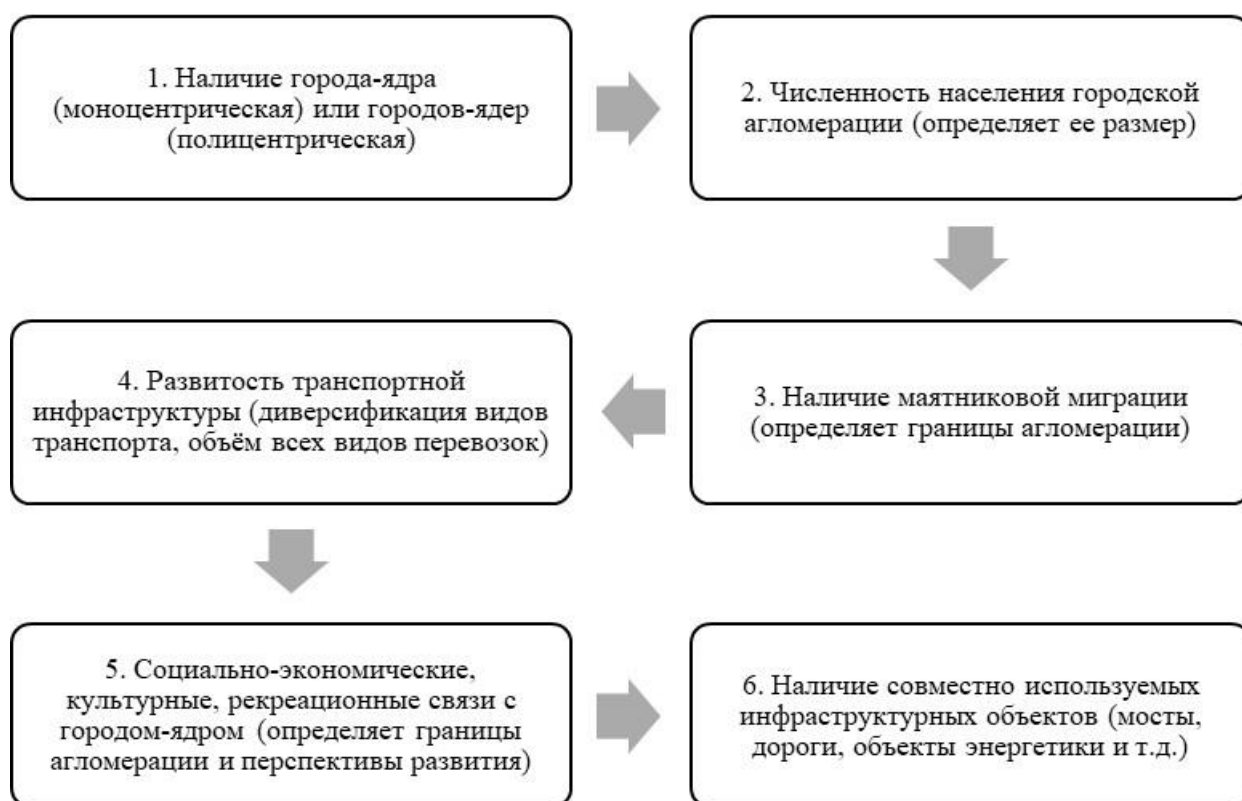 1. Наличие города-ядра
(моноцентрическая) или городов-ядер
(полицентрическая)
2. Численность населения городской
агломерации (определяет ее размер)
3. Наличие маятниковой миграции
(определяет границы агломерации)
4. Развитость транспортной
инфраструктуры (диверсификация видов
транспорта, объём всех видов перевозок)
5. Социально-экономические,
культурные, рекреационные связи с
городом-ядром (определяет границы
агломерации и перспективы развития)
6. Наличие совместно используемых
инфраструктурных объектов (мосты,
дороги, объекты энергетики и т.д.)